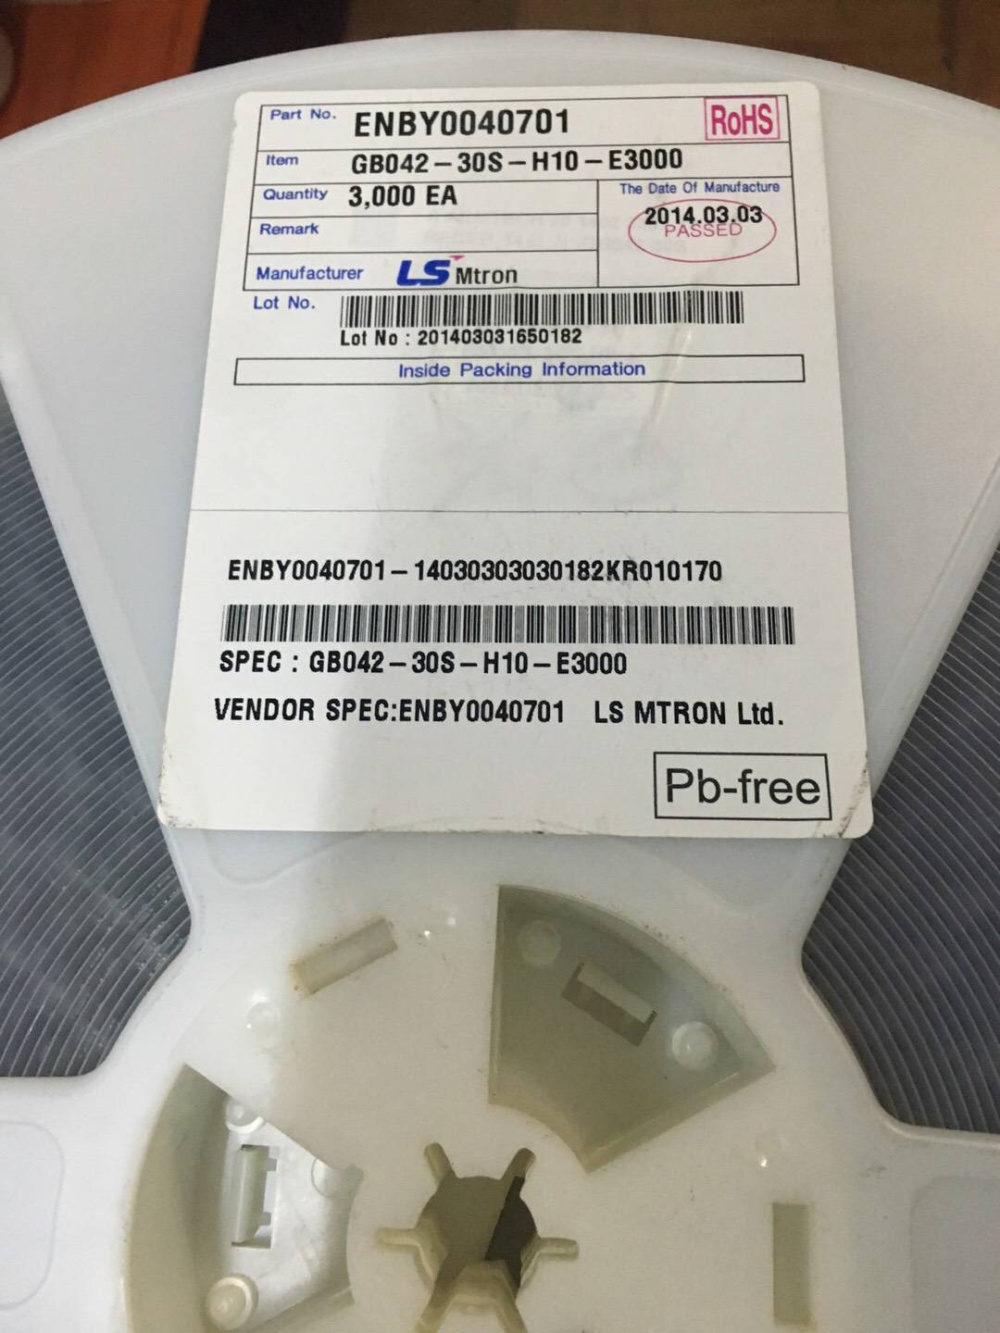 Part No. ENBY0040701 RoHS
Item GB042-30S-H10-E3000
Quantity 3,000 EA
The Date Of Manufacture
2014.03.03
PASSED
Remark
Manufacturer LS Mtron
Lot No.
Lot No : 201403031650182
Inside Packing Information
ENBY0040701-14030303030182KR010170
SPEC : GB042-30S-H10-E3000
VENDOR SPEC:ENBY0040701 LS MTRON Ltd.
Pb-free